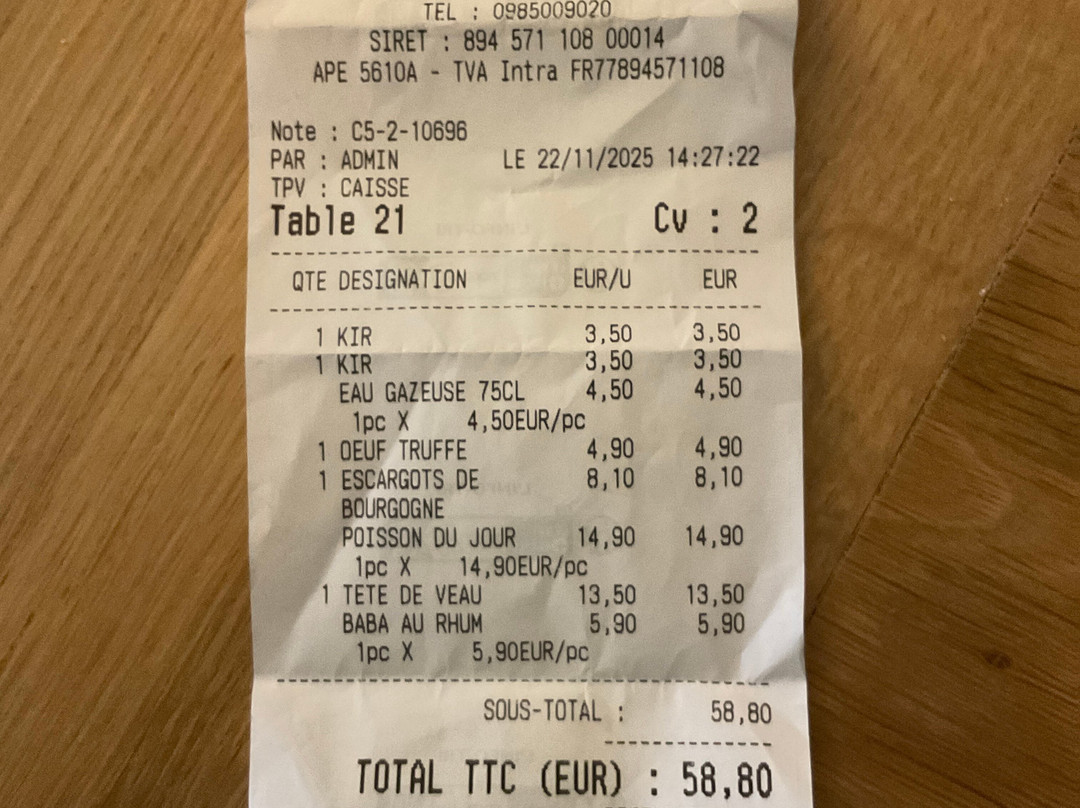 TEL : 0985009020
SIRET : 894 571 108 00014
APE 5610A - TVA Intra FR77894571108
Note : C5-2-10696
PAR : ADMIN LE 22/11/2025 14:27:22
TPV : CAISSE
Table 21 Cv : 2
QTE DESIGNATION EUR/U EUR
1 KIR 3,50 3,50
1 KIR 3,50 3,50
EAU GAZEUSE 75CL 4,50 4,50
1pc X 4,50EUR/pc
1 OEUF TRUFFE 4,90 4,90
1 ESCARGOTS DE 8,10 8,10
BOURGOGNE
POISSON DU JOUR 14,90 14,90
1pc X 14,90EUR/pc
1 TETE DE VEAU 13,50 13,50
BABA AU RHUM 5,90 5,90
1pc X 5,90EUR/pc
SOUS-TOTAL : 58,80
TOTAL TTC (EUR) : 58,80